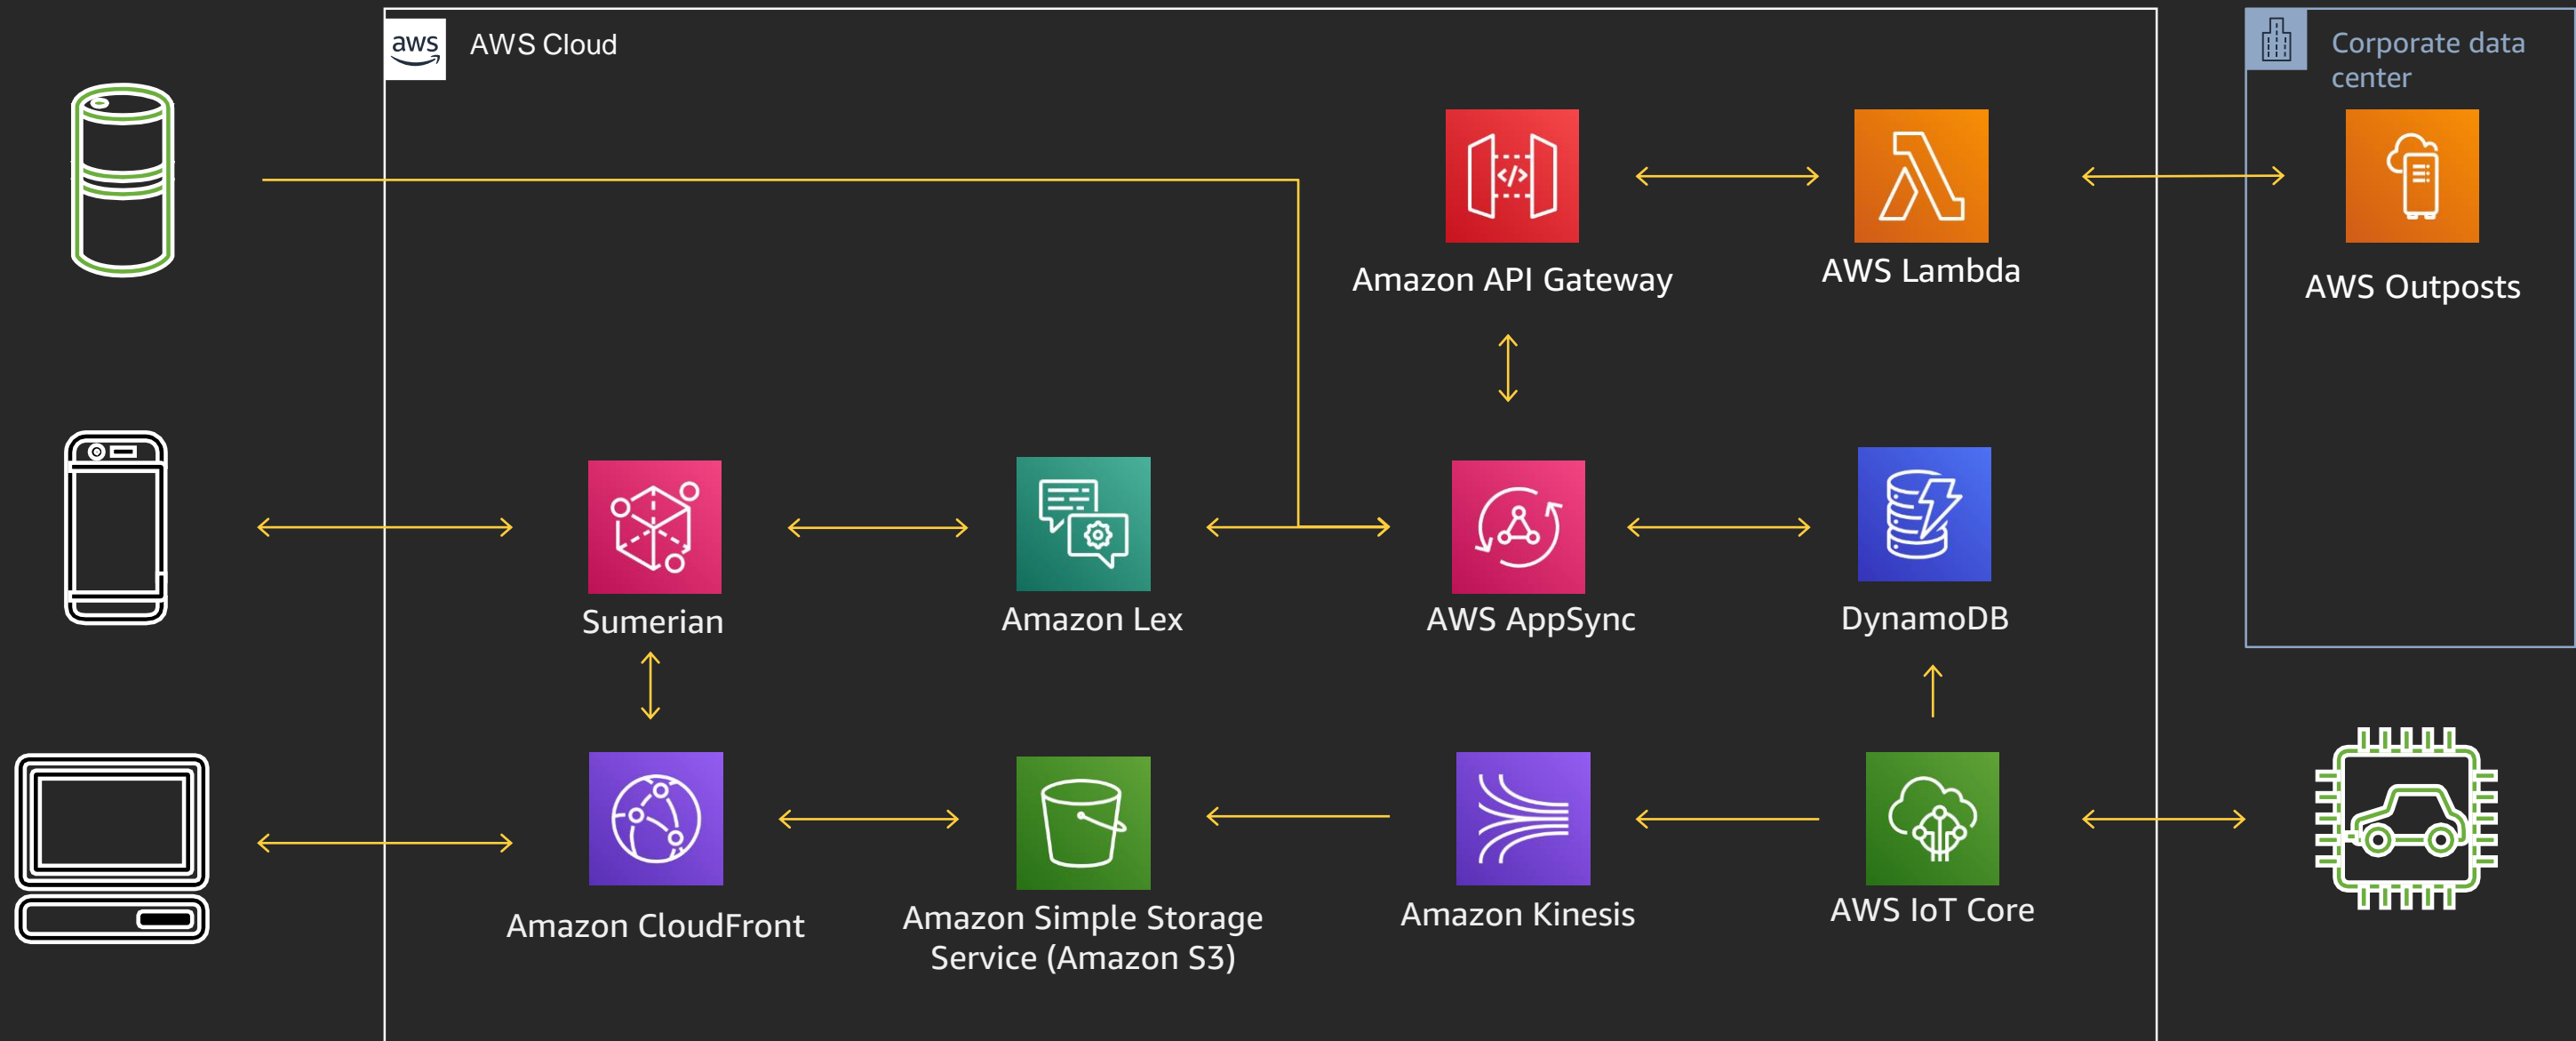 aws
AWS Cloud
Corporate data
center
</>
Amazon API Gateway
AWS Lambda
AWS Outposts
Sumerian
Amazon Lex
AWS AppSync
DynamoDB
Amazon CloudFront
Amazon Simple Storage
Service (Amazon S3)
Amazon Kinesis
AWS IoT Core